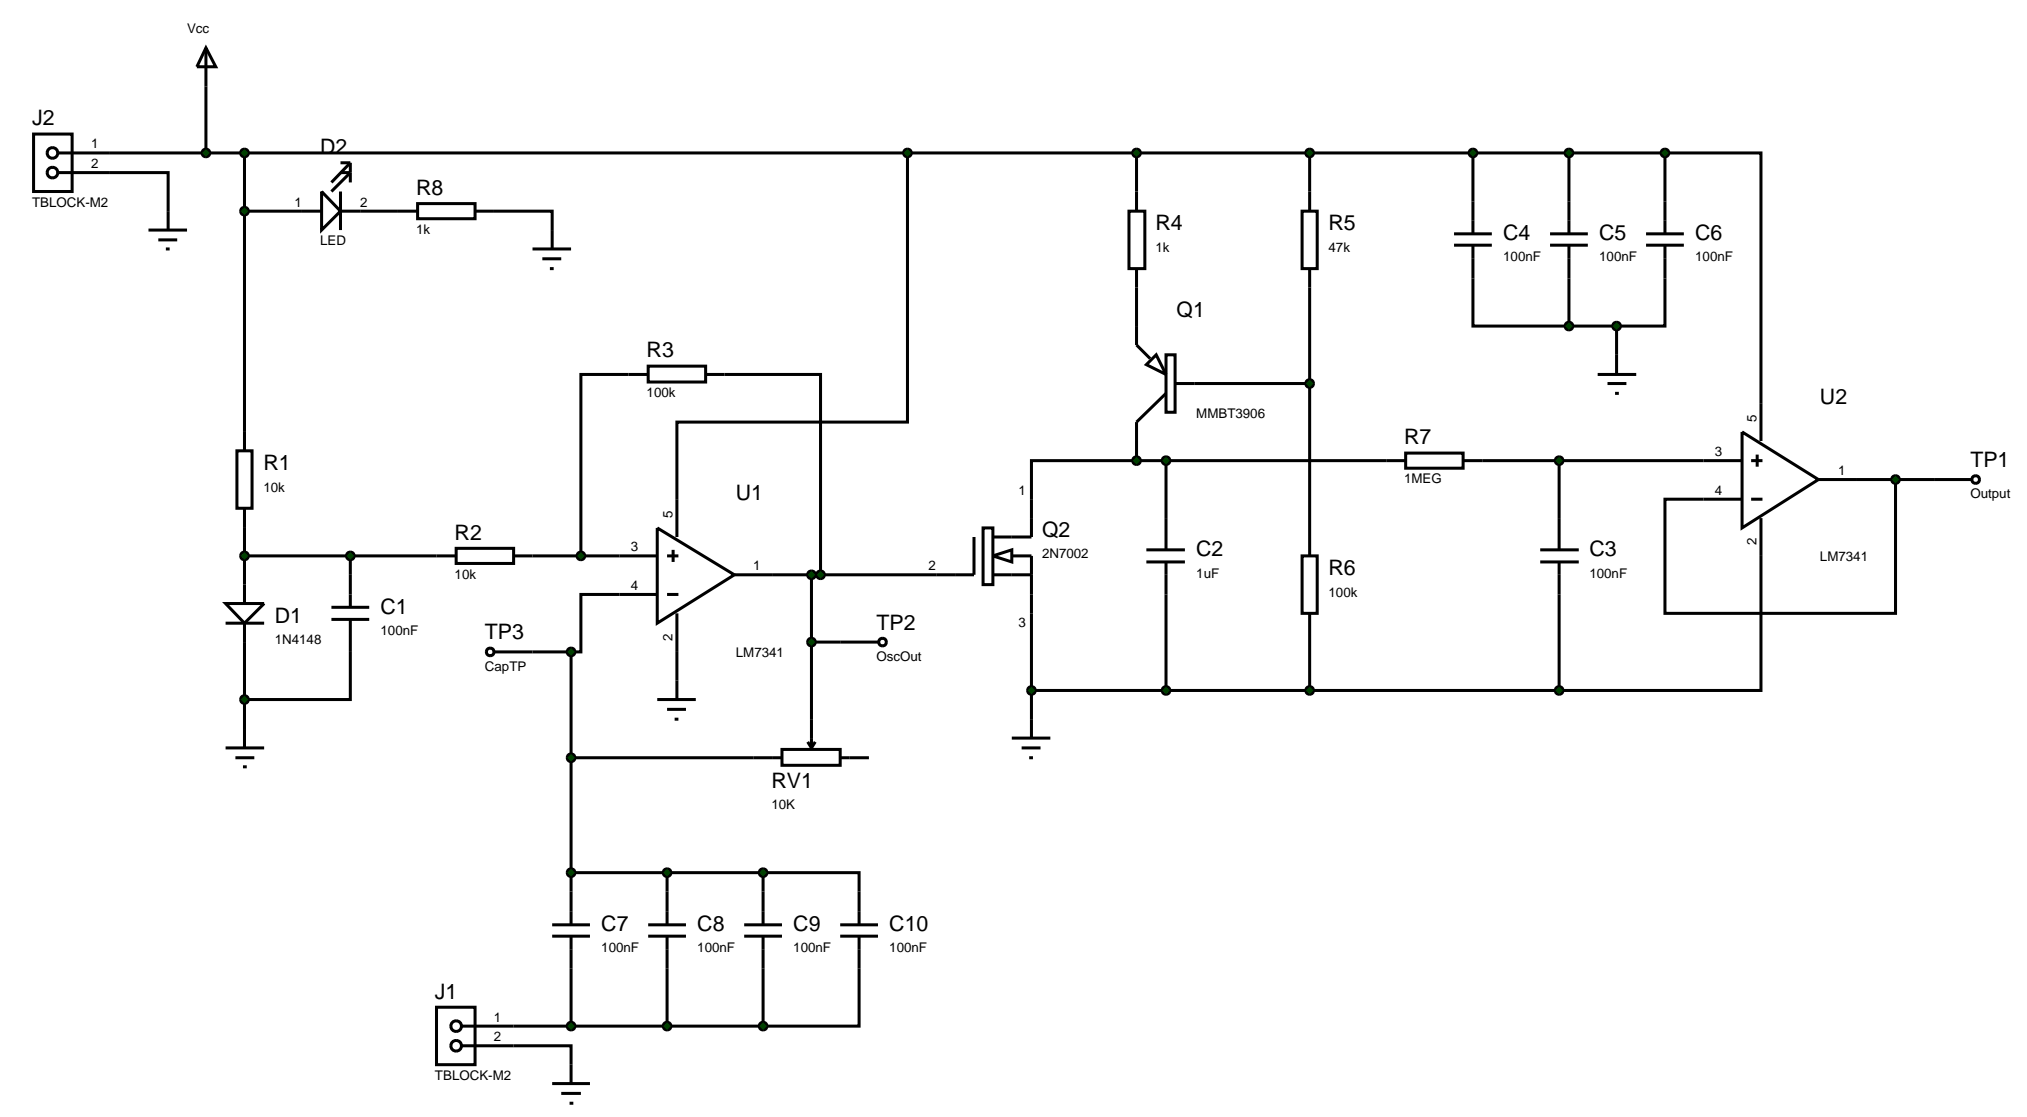 Vcc
J2
1
2
TBLOCK-M2
D2
1
2
LED
R8
1k
R4
1k
R5
47k
C4
100nF
C5
100nF
C6
100nF
Q1
MMBT3906
R3
100k
R1
10k
R2
10k
U1
5
3
4
1
2
LM7341
D1
1N4148
C1
100nF
TP3
CapTP
TP2
OscOut
RV1
10K
1
2
3
Q2
2N7002
C2
1uF
R6
100k
R7
1MEG
C3
100nF
U2
5
3
4
1
2
LM7341
TP1
Output
C7
100nF
C8
100nF
C9
100nF
C10
100nF
J1
1
2
TBLOCK-M2